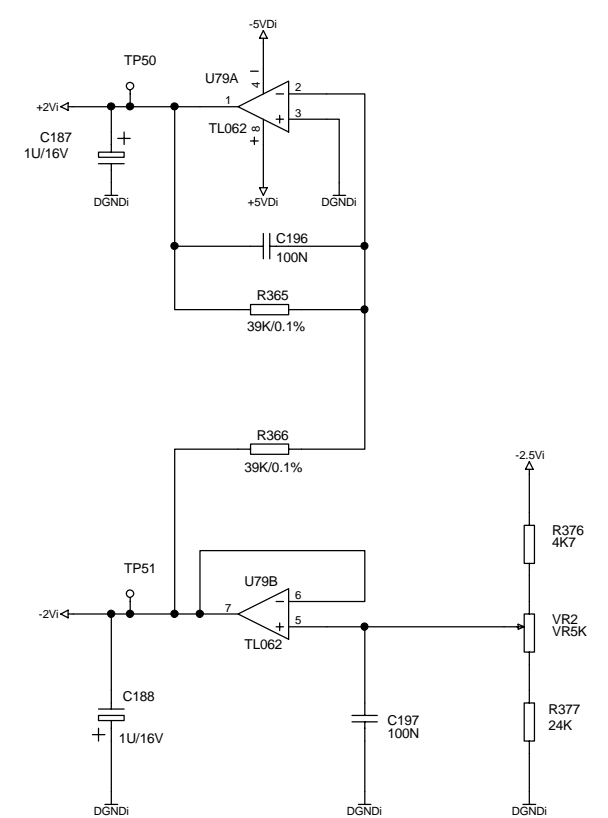 -5VDi
TP50
U79A
4
2
+2Vi
1
3
C187
1U/16V
TL062
8
DGNDi
+5VDi
DGNDi
C196
100N
R365
39K/0.1%
R366
39K/0.1%
-2.5Vi
R376
4K7
TP51
U79B
6
-2Vi
7
5
VR2
VR5K
TL062
C188
1U/16V
C197
100N
R377
24K
DGNDi
DGNDi
DGNDi